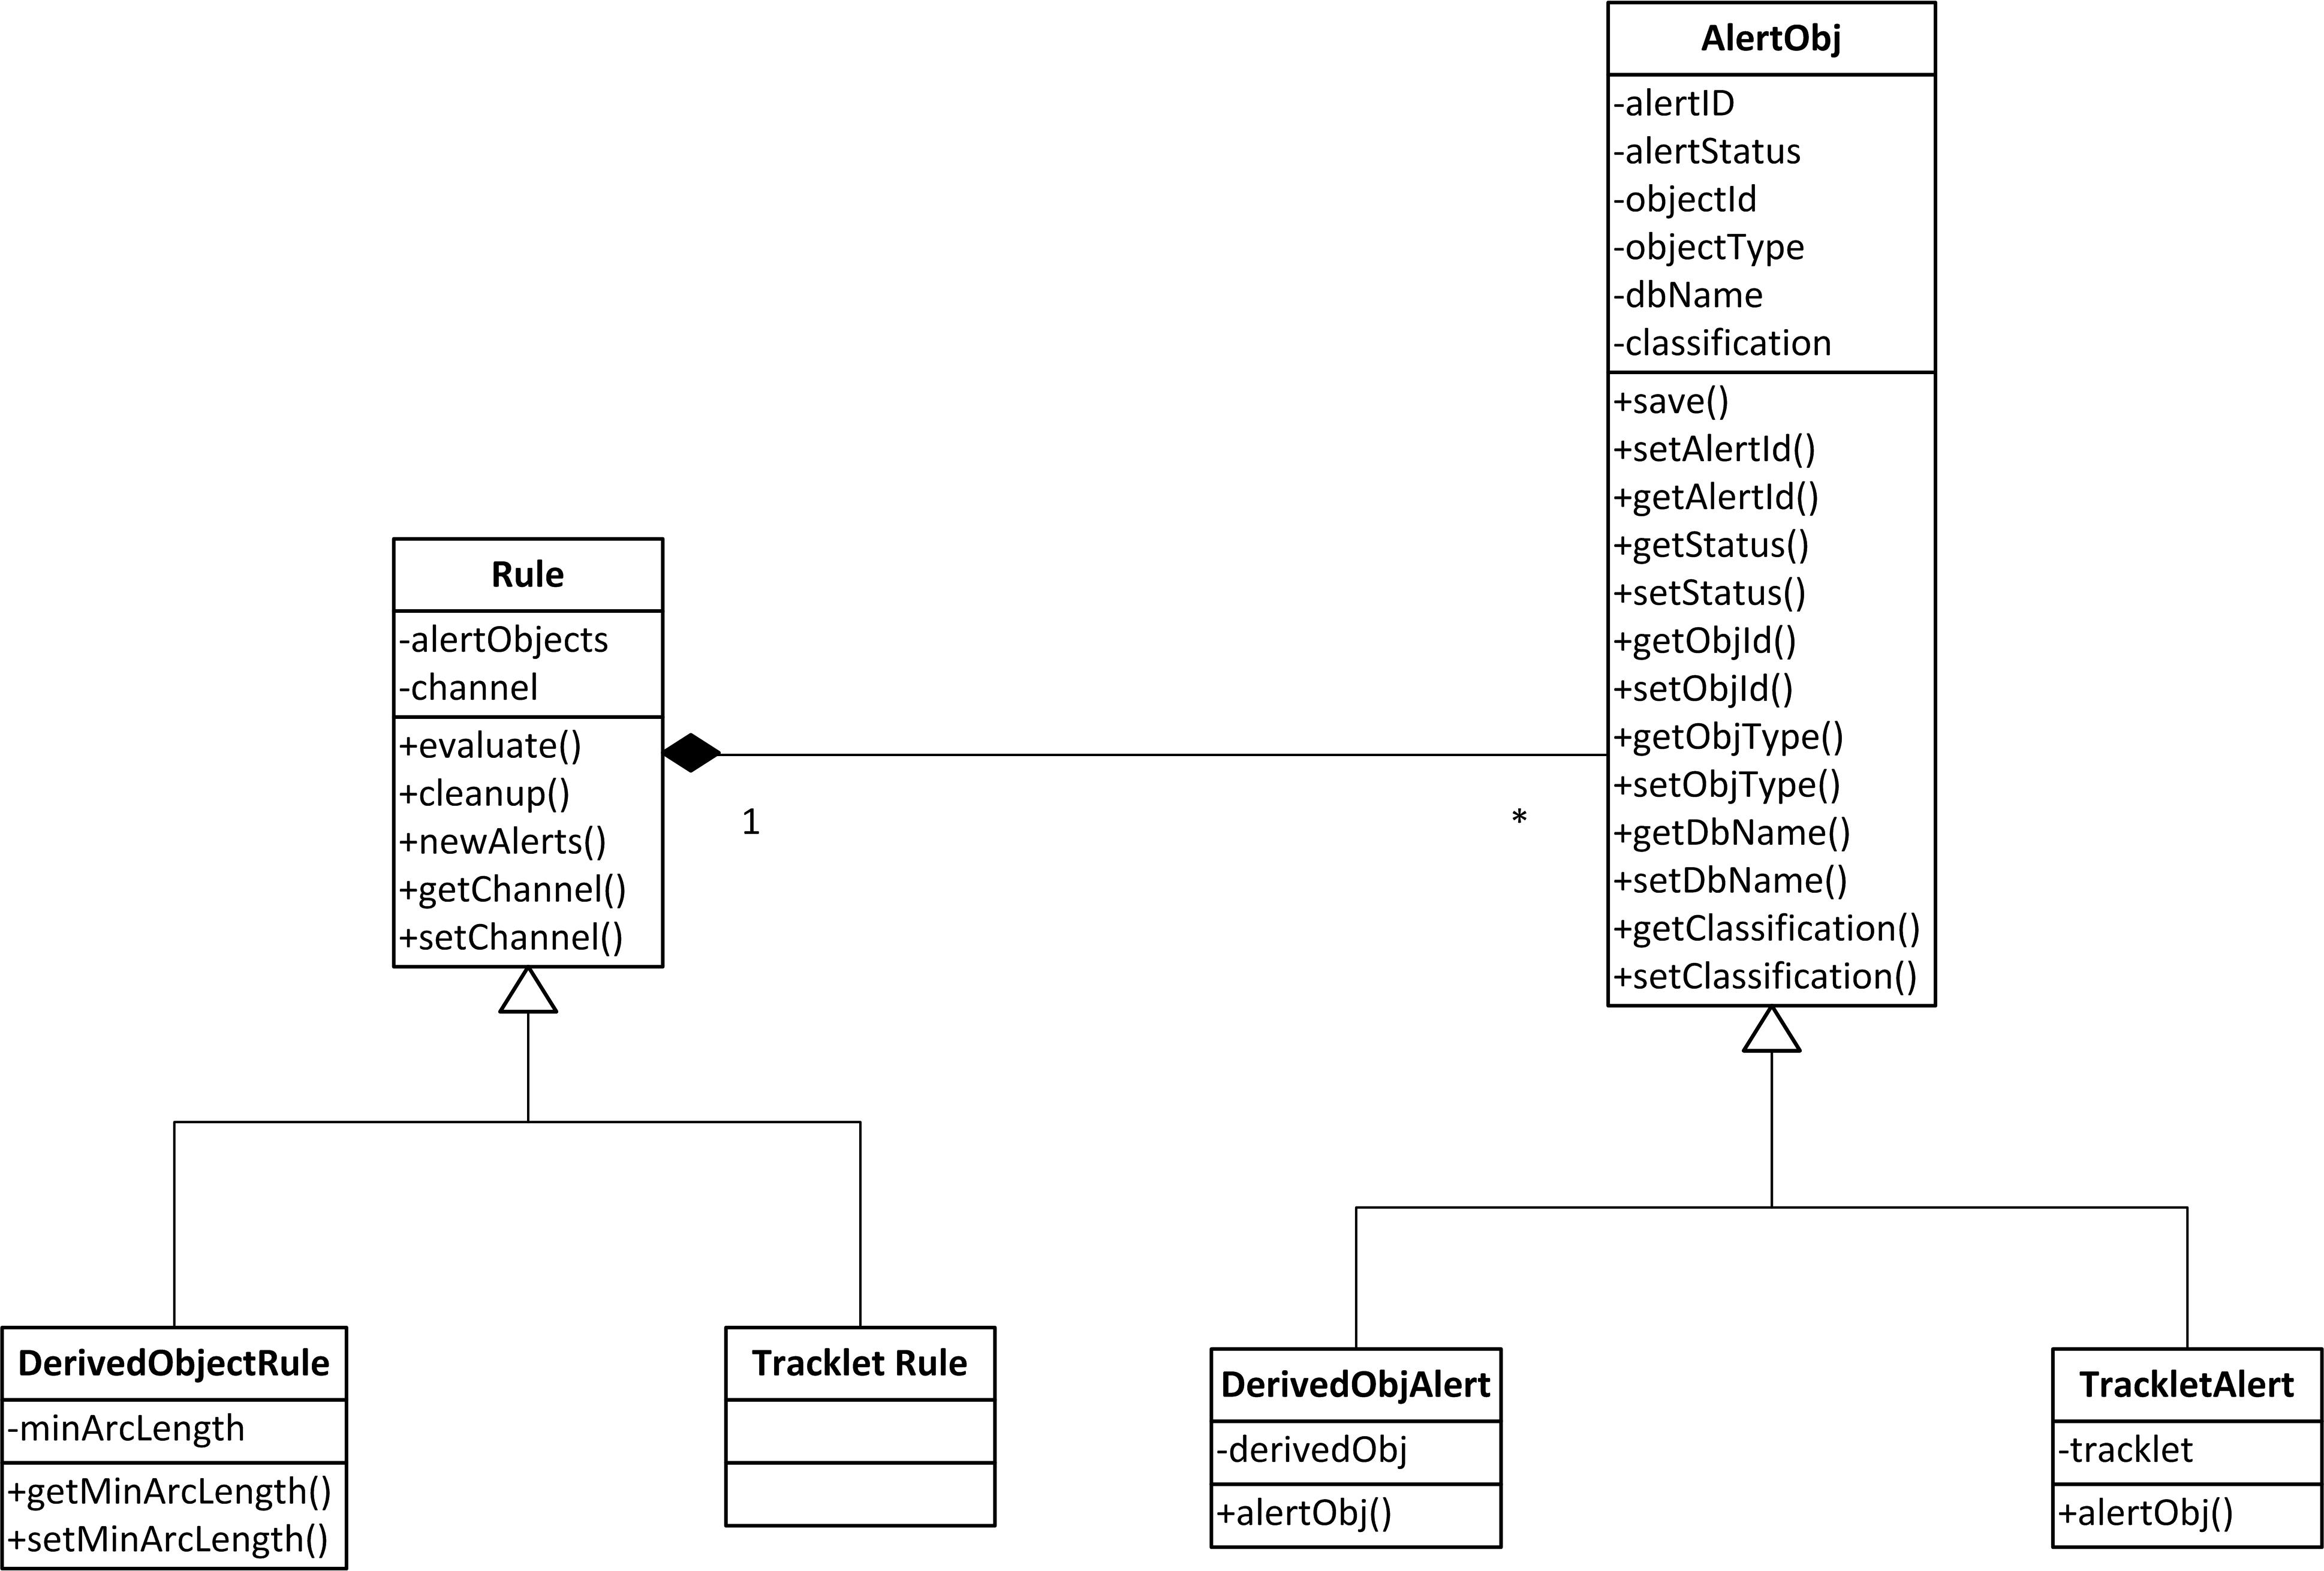 AlertObj
-alertID
-alertStatus
-objectId
-objectType
-dbName
-classification
+save()
+setAlertId()
+getAlertId()
+getStatus()
+setStatus()
+getObjId()
+setObjId()
+getObjType()
+setObjType()
+getDbName()
+setDbName()
+getClassification()
+setClassification()
Rule
-alertObjects
-channel
+evaluate()
+cleanup()
+newAlerts()
+getChannel()
+setChannel()
1
*
DerivedObjectRule
-minArcLength
+getMinArcLength()
+setMinArcLength()
Tracklet Rule
DerivedObjAlert
-derivedObj
+alertObj()
TrackletAlert
-tracklet
+alertObj()